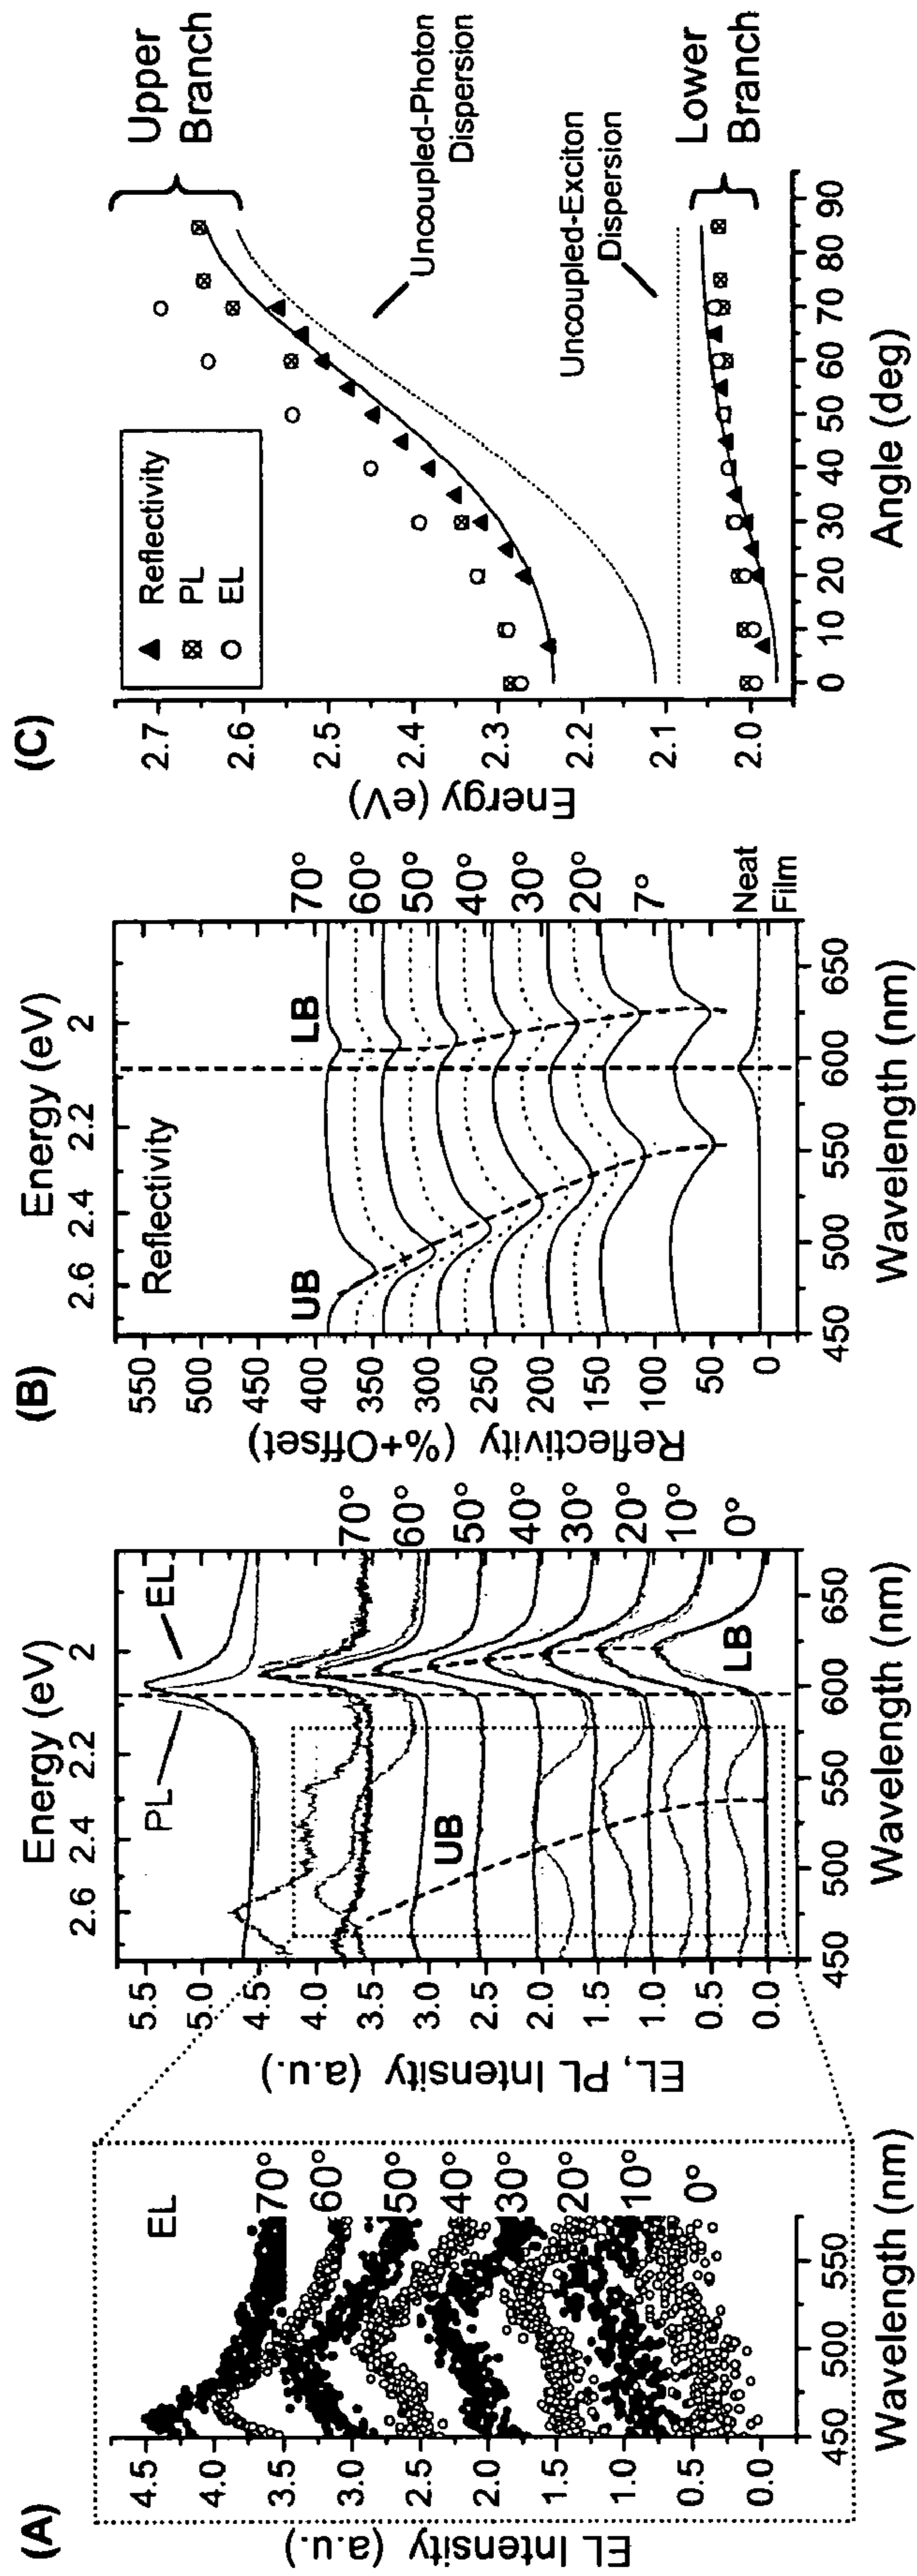 (A)
EL Intensity (a.u.)
4.5
4.0
3.5
3.0
2.5
2.0
1.5
1.0
0.5
0.0
EL
70°
60°
50°
40°
30°
20°
10°
0°
450 500 550
Wavelength (nm)
Energy (eV)
2.6 2.4 2.2 2
EL, PL Intensity (a.u.)
5.5
5.0
4.5
4.0
3.5
3.0
2.5
2.0
1.5
1.0
0.5
0.0
PL
EL
UB
LB
70°
60°
50°
40°
30°
20°
10°
0°
450 500 550 600 650
Wavelength (nm)
(B)
Energy (eV)
2.6 2.4 2.2 2
Reflectivity (%+Offset)
550
500
450
400
350
300
250
200
150
100
50
0
Reflectivity
UB
LB
70°
60°
50°
40°
30°
20°
7°
Neat
Film
450 500 550 600 650
Wavelength (nm)
(C)
Energy (eV)
2.7
2.6
2.5
2.4
2.3
2.2
2.1
2.0
Reflectivity
PL
EL
Upper
Branch
Uncoupled-Photon
Dispersion
Uncoupled-Exciton
Dispersion
Lower
Branch
0 10 20 30 40 50 60 70 80 90
Angle (deg)